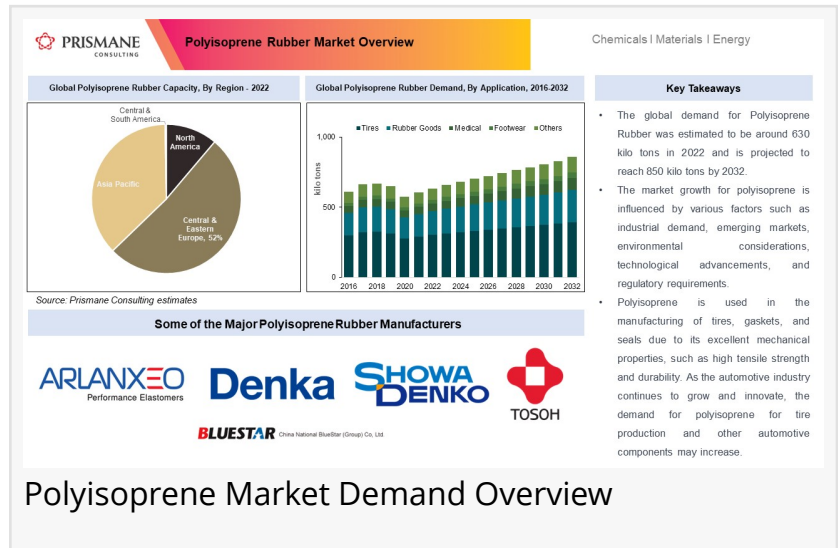 PRISMANE
CONSULTING
Polyisoprene Rubber Market Overview
Chemicals I Materials I Energy
Global Polyisoprene Rubber Capacity, By Region - 2022
Central &
South America...
North
America
Asia Pacific
Central &
Eastern
Europe, 52%
Global Polyisoprene Rubber Demand, By Application, 2016-2032
Tires Rubber Goods Medical Footwear Others
kilo tons
1,000
500
0
2016 2018 2020 2022 2024 2026 2028 2030 2032
Source: Prismane Consulting estimates
Key Takeaways
• The global demand for Polyisoprene
Rubber was estimated to be around 630
kilo tons in 2022 and is projected to
reach 850 kilo tons by 2032.
• The market growth for polyisoprene is
influenced by various factors such as
industrial demand, emerging markets,
environmental considerations,
technological advancements, and
regulatory requirements.
• Polyisoprene is used in the
manufacturing of tires, gaskets, and
seals due to its excellent mechanical
properties, such as high tensile strength
and durability. As the automotive industry
continues to grow and innovate, the
demand for polyisoprene for tire
production and other automotive
components may increase.
Some of the Major Polyisoprene Rubber Manufacturers
ARLANXEO
Performance Elastomers
Denka
SHOWA
DENKO
TOSOH
BLUESTAR China National BlueStar (Group) Co, Ltd.
Polyisoprene Market Demand Overview